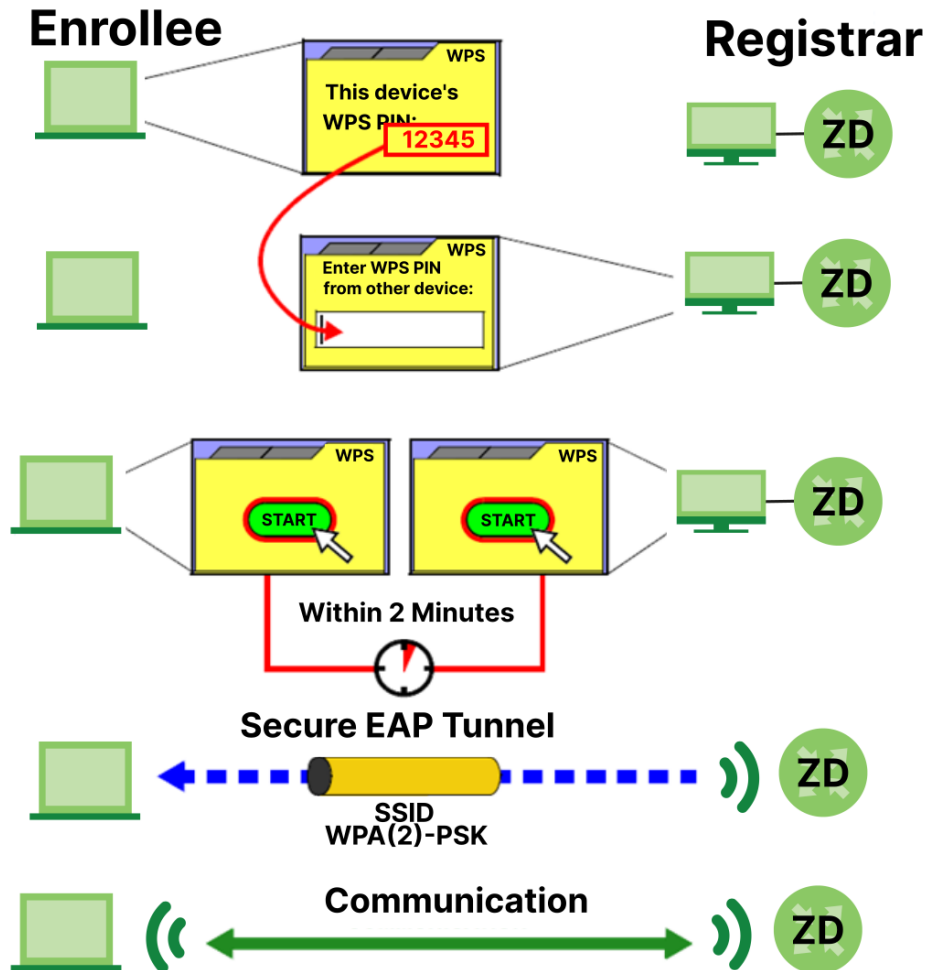 Enrollee
Registrar
WPS
This device's
WPS PIN:
12345
ZD
WPS
Enter WPS PIN
from other device:
ZD
WPS
START
WPS
START
ZD
Within 2 Minutes
Secure EAP Tunnel
SSID
WPA(2)-PSK
ZD
Communication
ZD